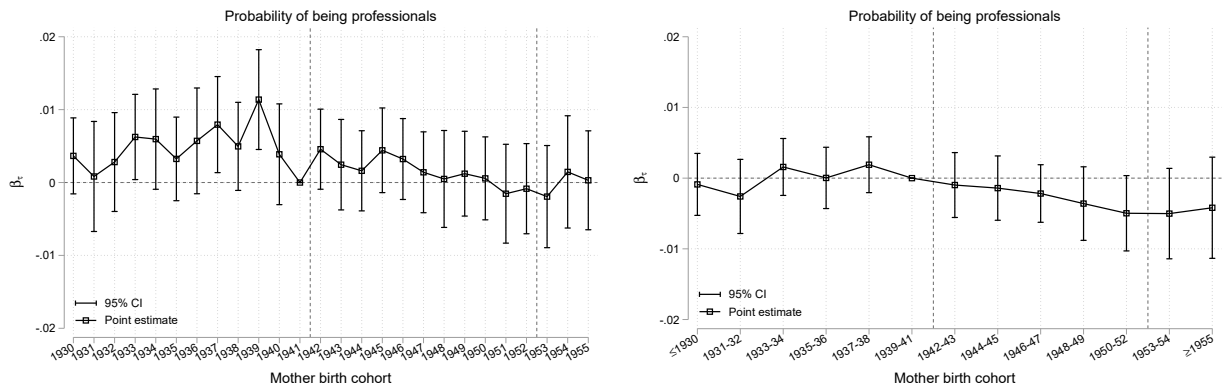 Probability of being professionals
.02
.01
0
-.01
-.02
βτ
95% CI
Point estimate
1930 1931 1932 1933 1934 1935 1936 1937 1938 1939 1940 1941 1942 1943 1944 1945 1946 1947 1948 1949 1950 1951 1952 1953 1954 1955
Mother birth cohort
Probability of being professionals
.02
.01
0
-.01
-.02
βτ
95% CI
Point estimate
≤1930 1931-32 1933-34 1935-36 1937-38 1939-41 1942-43 1944-45 1946-47 1948-49 1950-52 1953-54 ≥1955
Mother birth cohort